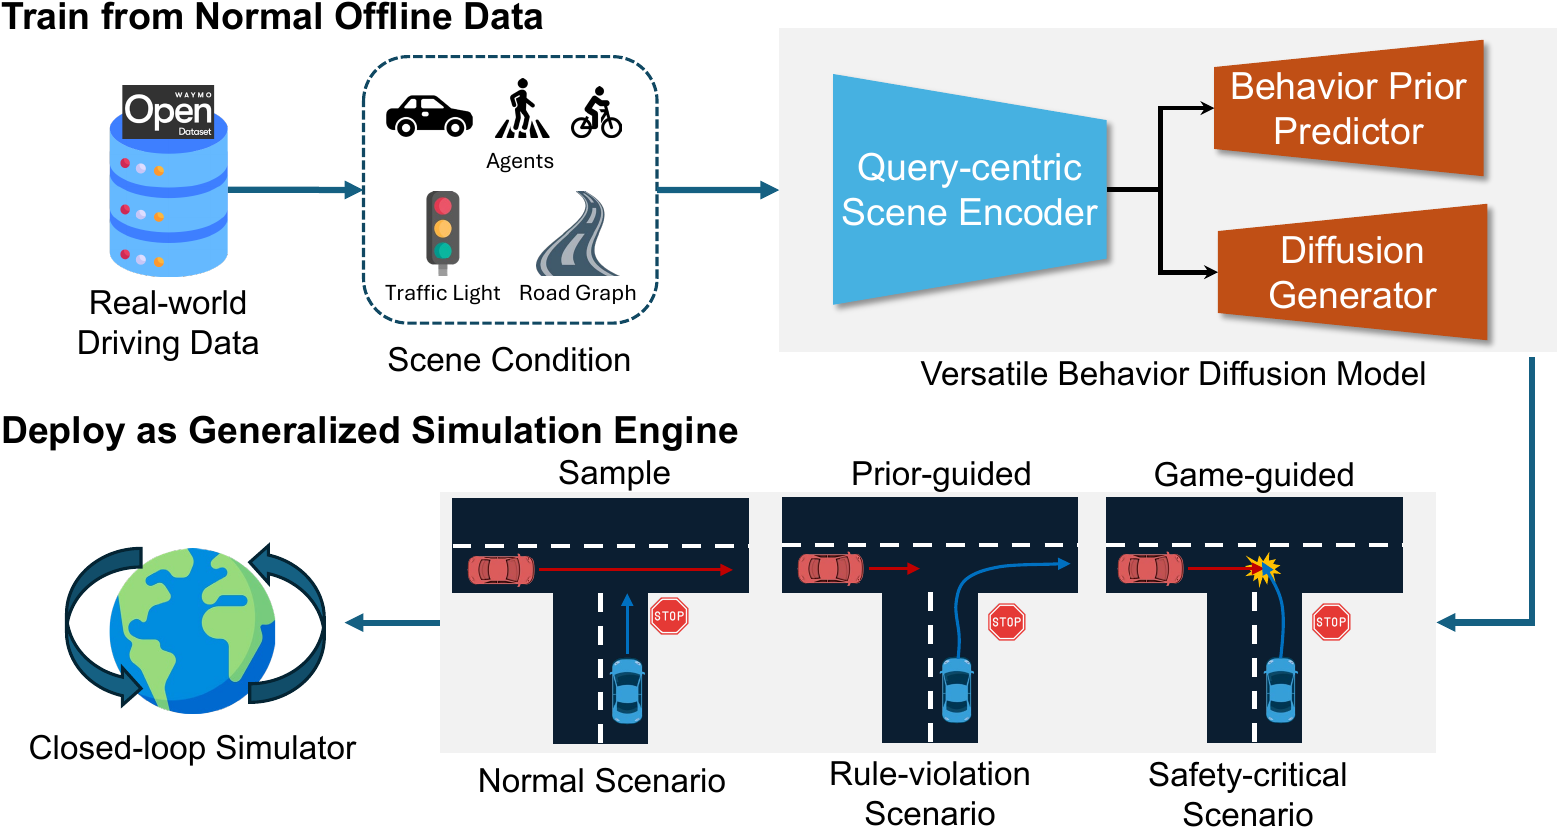 Train from Normal Offline Data
WAYMO
Open
Dataset
Agents
Traffic Light
Road Graph
Real-world
Driving Data
Scene Condition
Query-centric
Scene Encoder
Behavior Prior
Predictor
Diffusion
Generator
Versatile Behavior Diffusion Model
Deploy as Generalized Simulation Engine
Sample
Prior-guided
Game-guided
STOP
STOP
STOP
Closed-loop Simulator
Normal Scenario
Rule-violation
Scenario
Safety-critical
Scenario